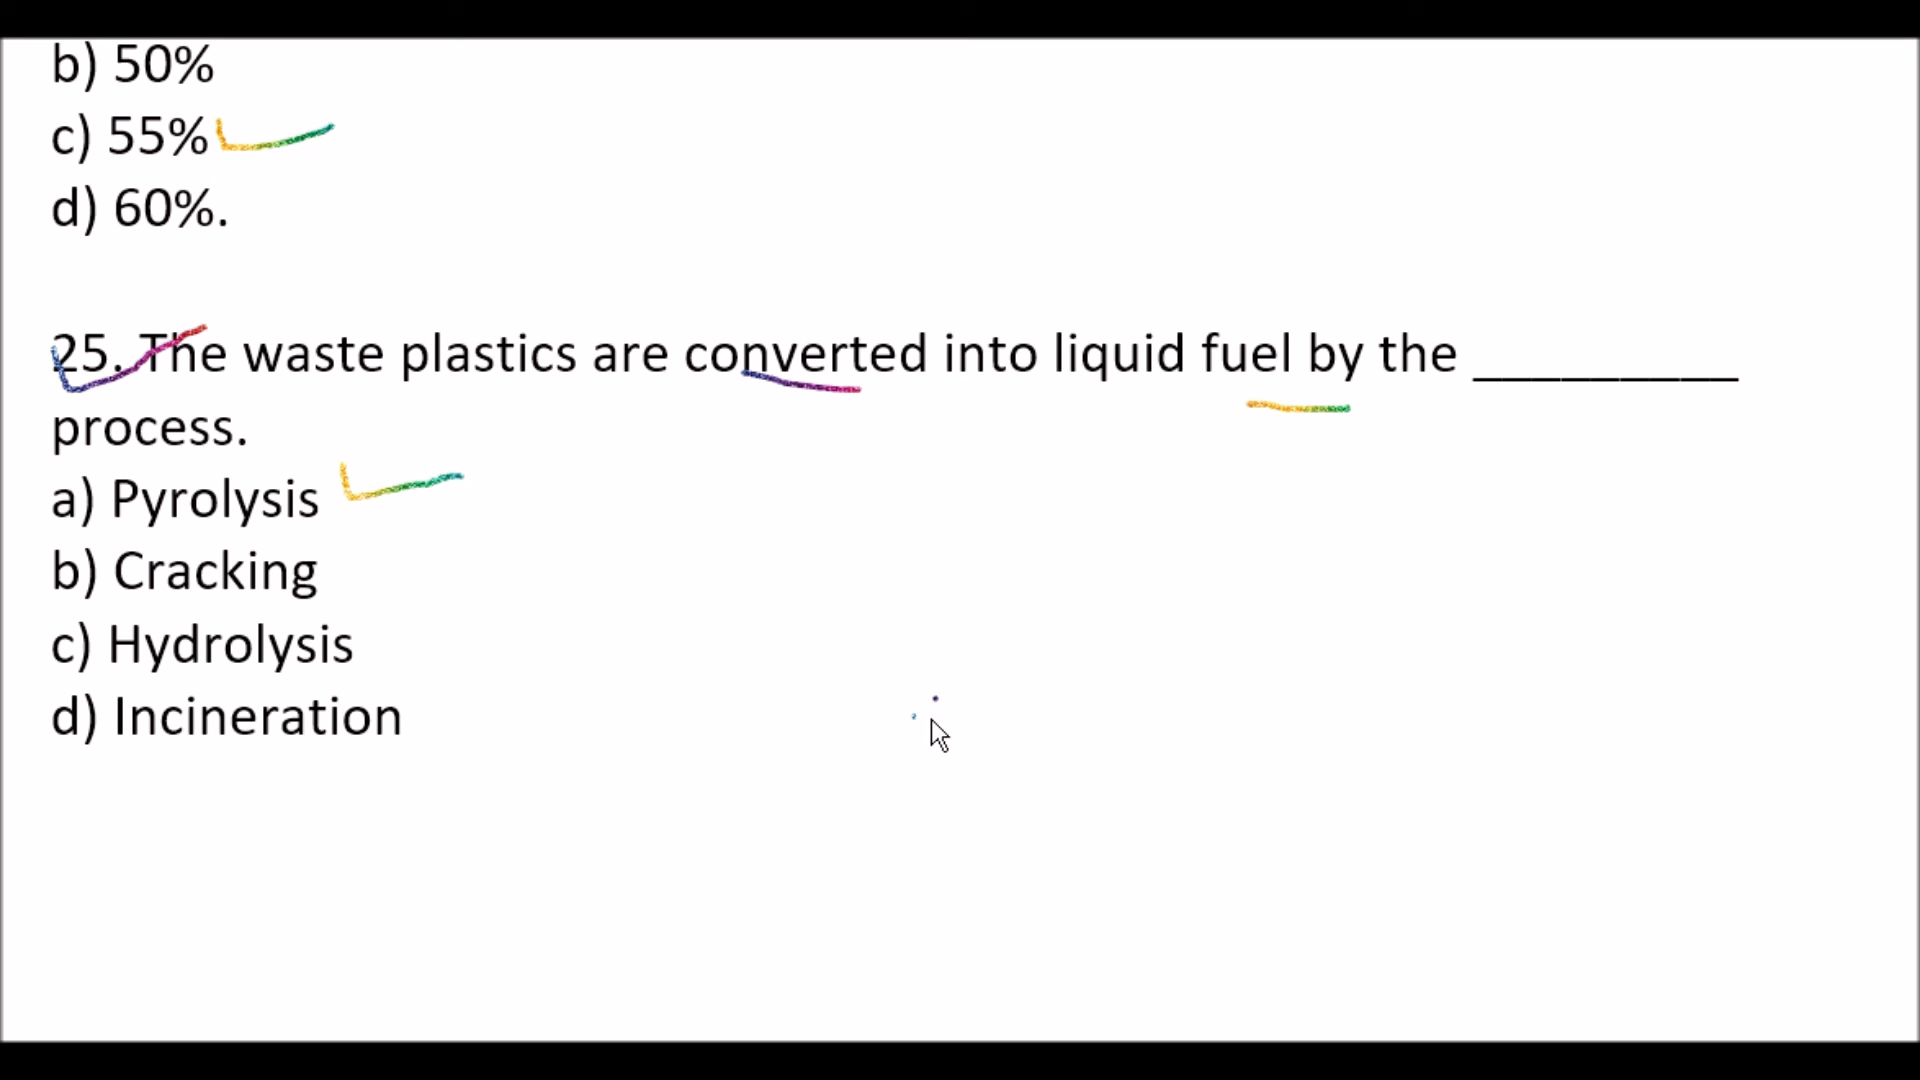 b) 50%
c) 55%
d) 60%.
25. The waste plastics are converted into liquid fuel by the _________
process.
a) Pyrolysis
b) Cracking
c) Hydrolysis
d) Incineration